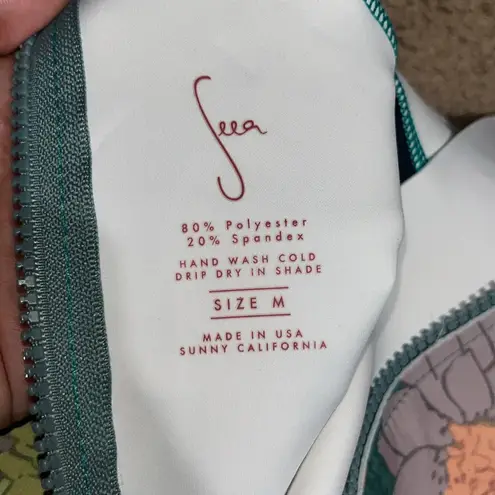 Seea
80% Polyester
20% Spandex
HAND WASH COLD
DRIP DRY IN SHADE
SIZE M
MADE IN USA
SUNNY CALIFORNIA